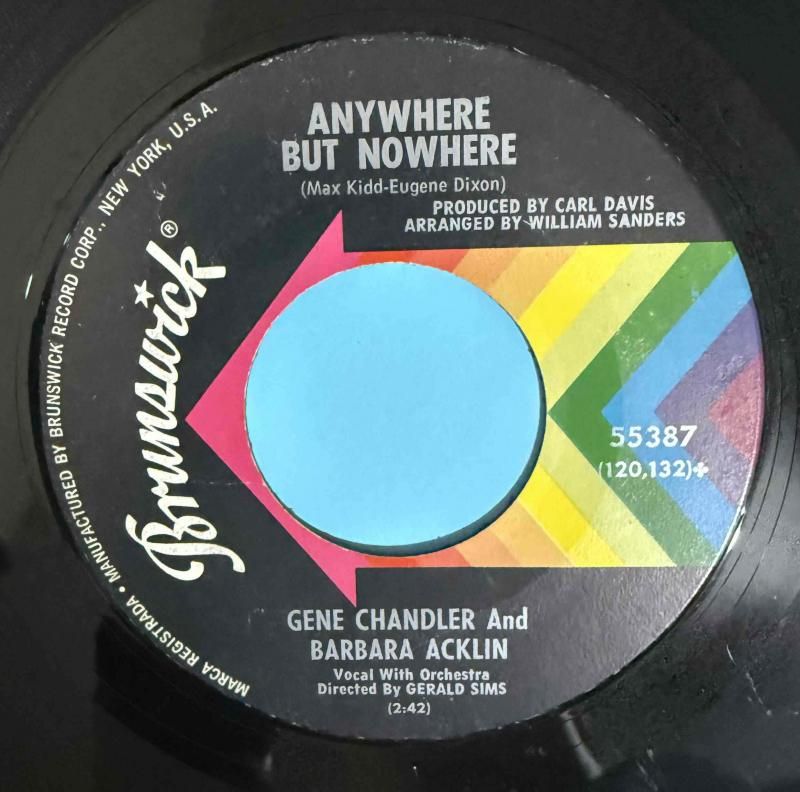 ANYWHERE
BUT NOWHERE
(Max Kidd-Eugene Dixon)
PRODUCED BY CARL DAVIS
ARRANGED BY WILLIAM SANDERS
Brunswick®
MARCA REGISTRADA • MANUFACTURED BY BRUNSWICK RECORD CORP., NEW YORK, U.S.A.
55387
(120,132)+
GENE CHANDLER And
BARBARA ACKLIN
Vocal With Orchestra
Directed By GERALD SIMS
(2:42)